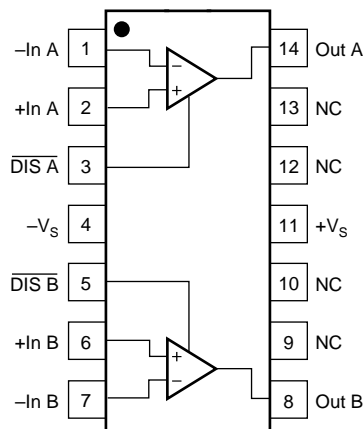 –In A 1 14 Out A
− +
+In A 2 13 NC
DIS A 3 12 NC
–VS 4 11 +VS
DIS B 5 10 NC
+In B 6 9 NC
+ −
–In B 7 8 Out B